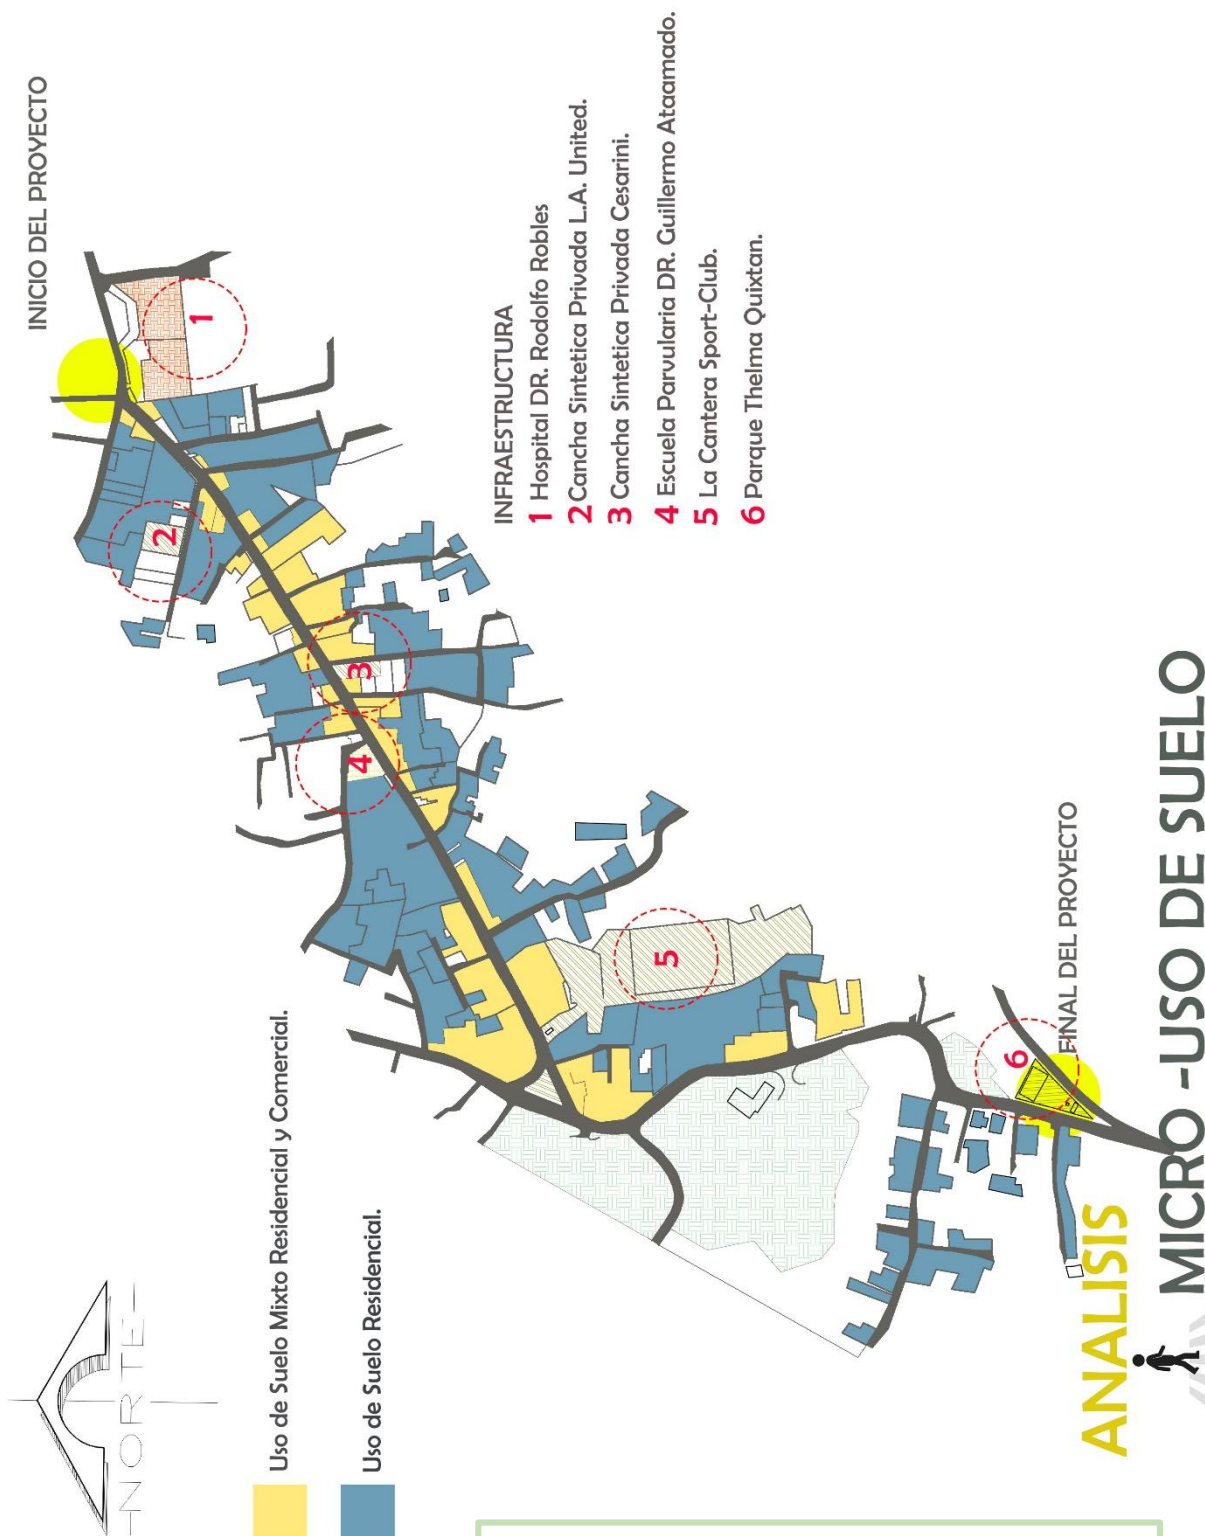 NORTE
Uso de Suelo Mixto Residencial y Comercial.
Uso de Suelo Residencial.
INICIO DEL PROYECTO
1
2
3
4
5
6
INFRAESTRUCTURA
1 Hospital DR. Rodolfo Robles
2 Cancha Sintetica Privada L.A. United.
3 Cancha Sintetica Privada Cesarini.
4 Escuela Parvularia DR. Guillermo Ataamado.
5 La Cantera Sport-Club.
6 Parque Thelma Quixtan.
FINAL DEL PROYECTO
ANALISIS
MICRO -USO DE SUELO